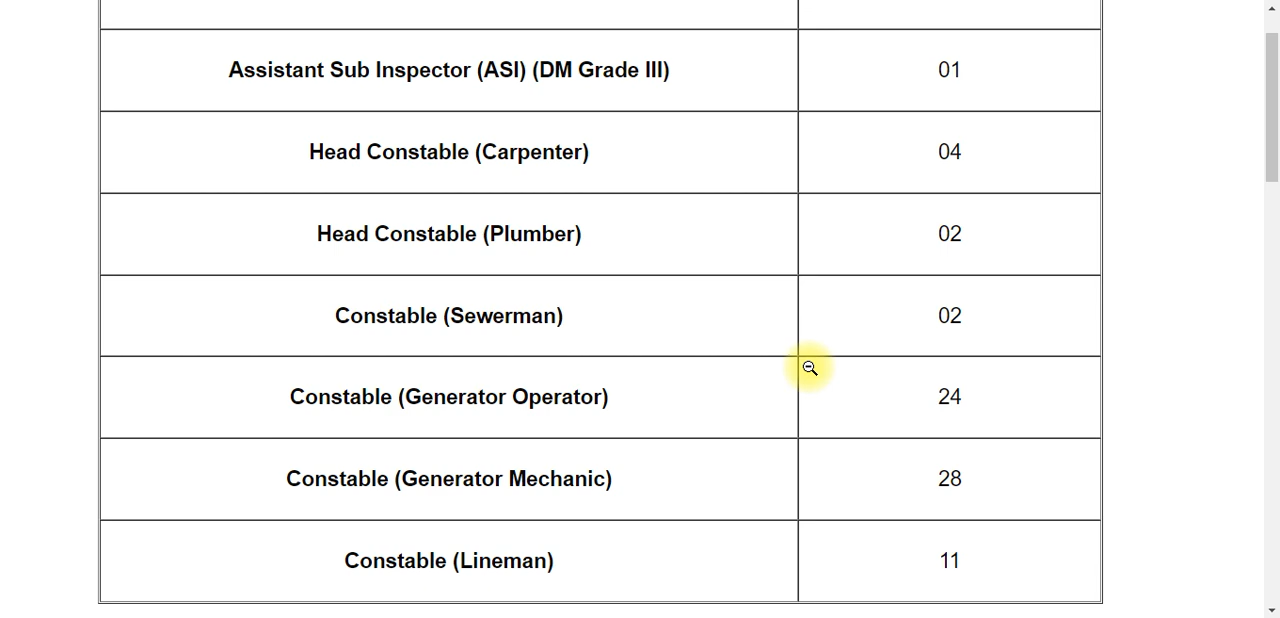 Assistant Sub Inspector (ASI) (DM Grade III) 01
Head Constable (Carpenter) 04
Head Constable (Plumber) 02
Constable (Sewerman) 02
Constable (Generator Operator) 24
Constable (Generator Mechanic) 28
Constable (Lineman) 11